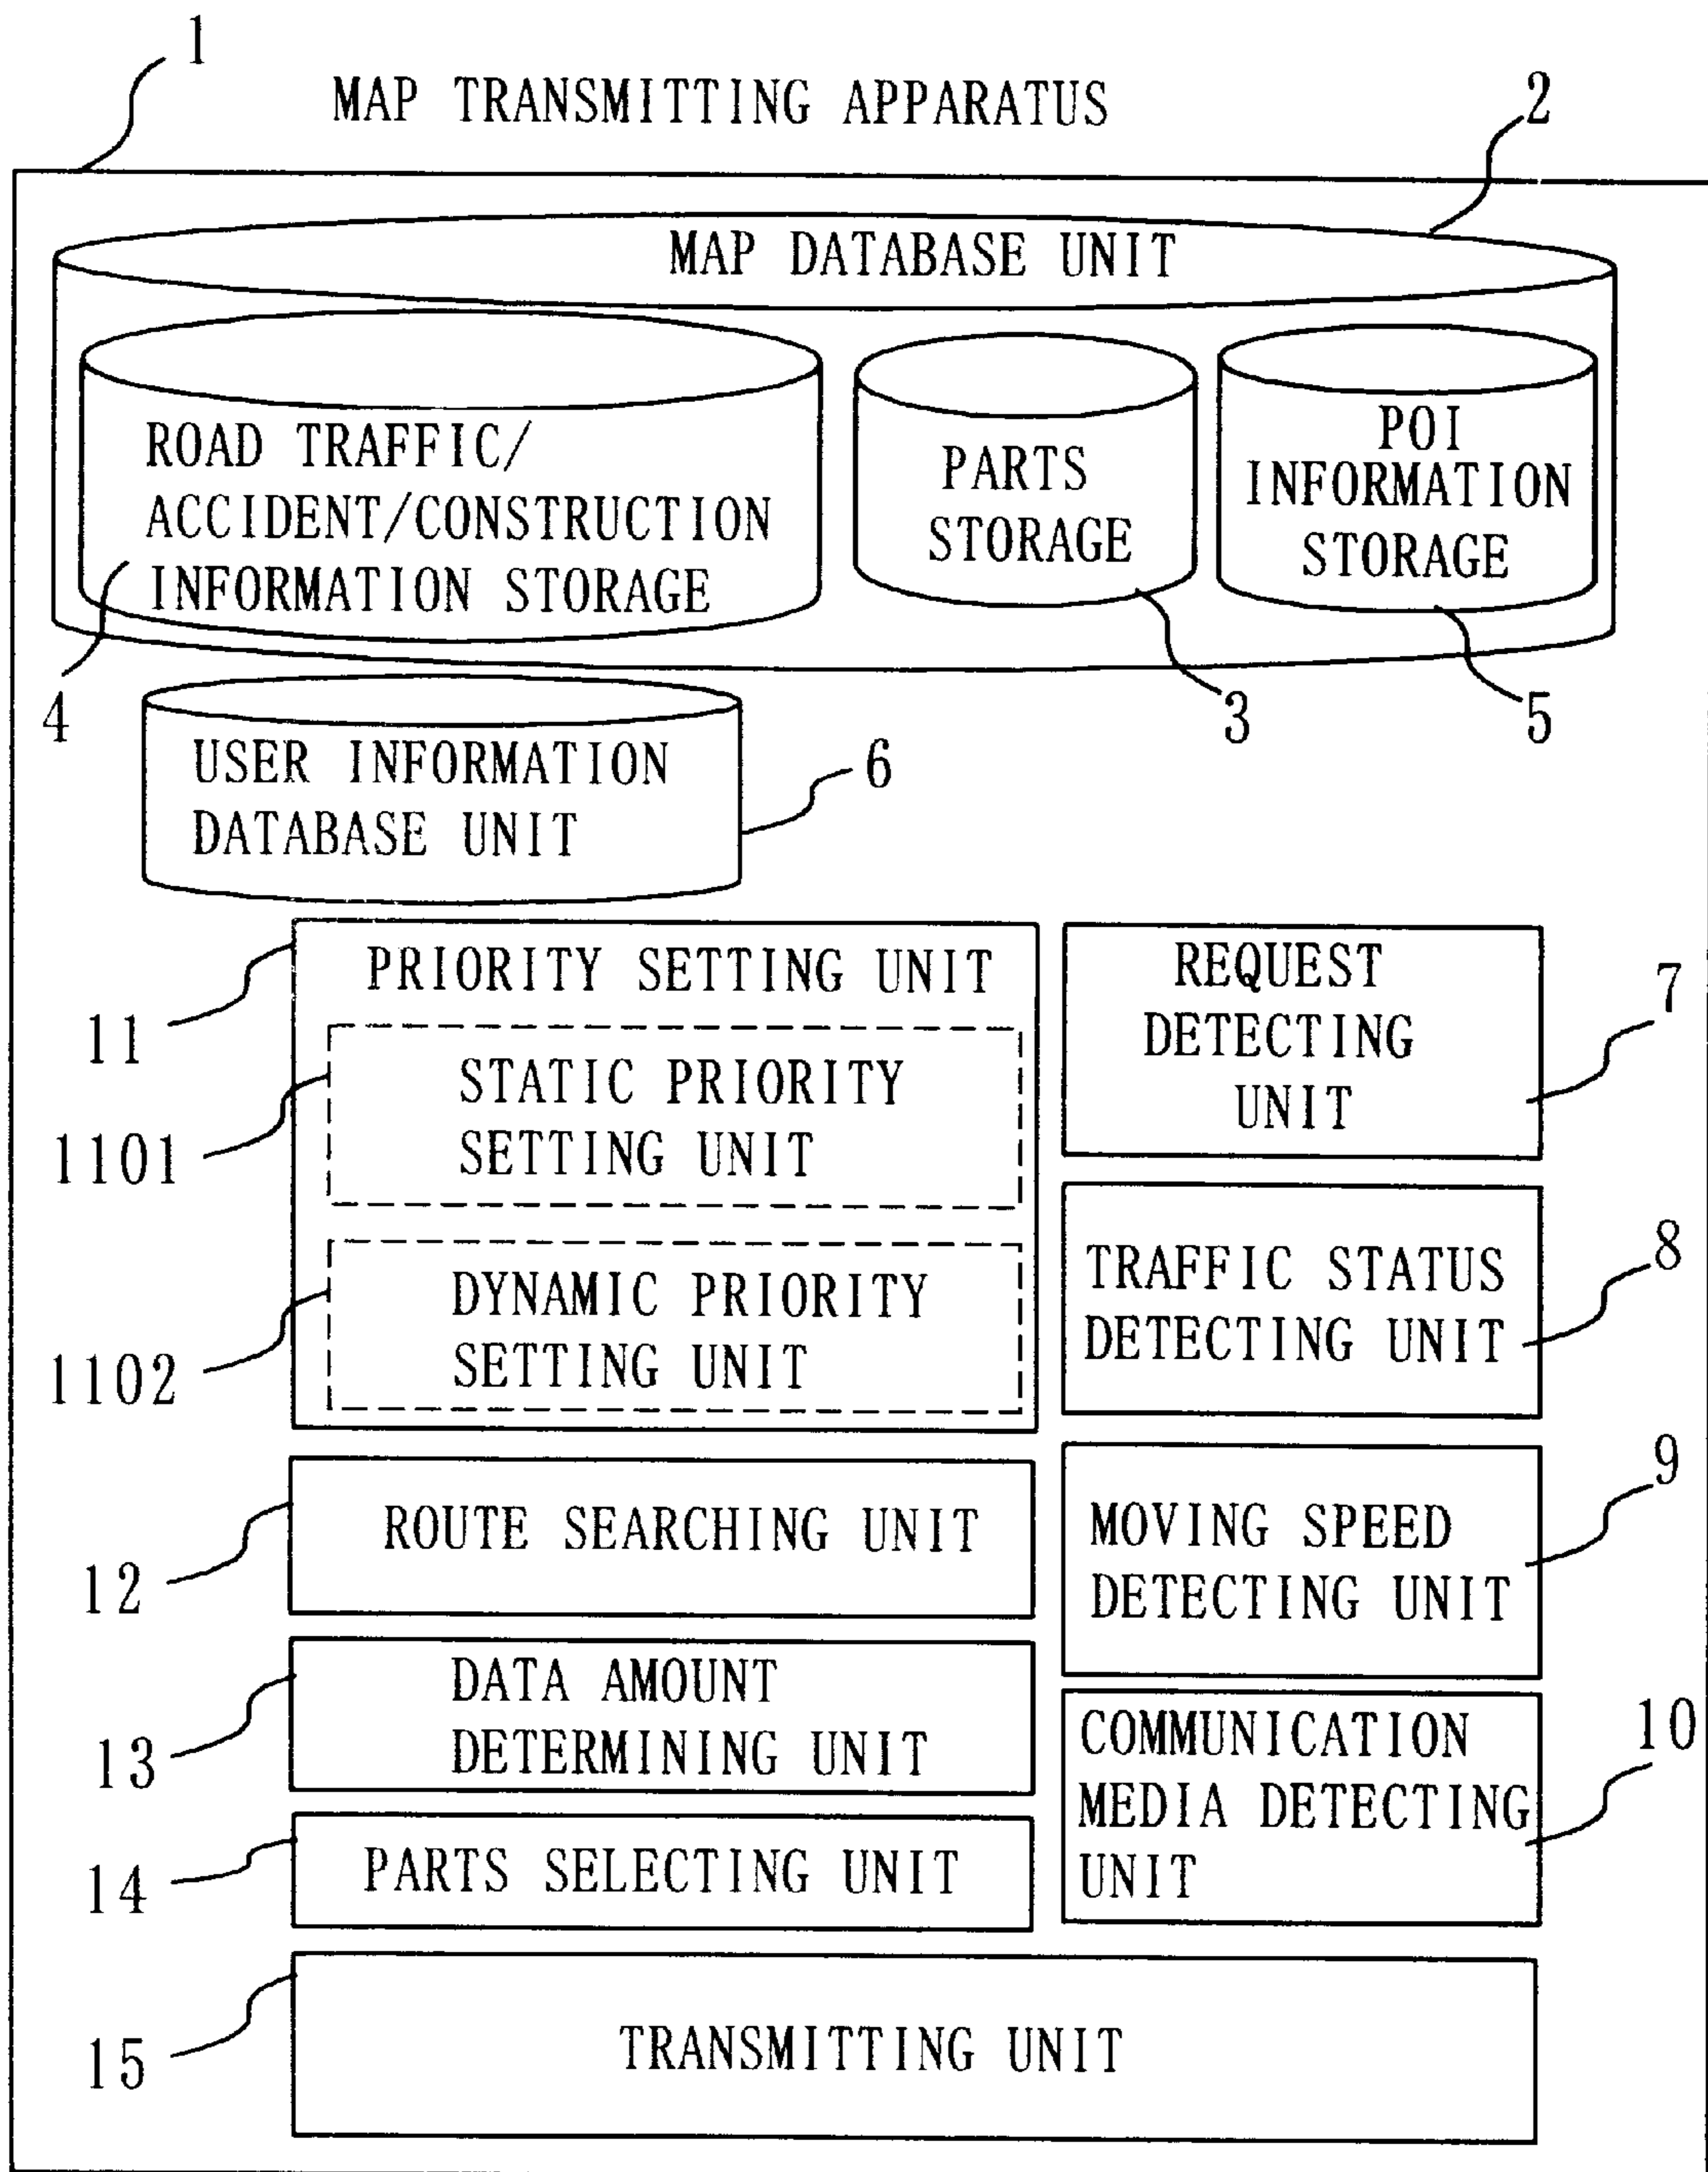 1
MAP TRANSMITTING APPARATUS
2
MAP DATABASE UNIT
ROAD TRAFFIC/
ACCIDENT/CONSTRUCTION
INFORMATION STORAGE
PARTS
STORAGE
POI
INFORMATION
STORAGE
4
3
5
USER INFORMATION
DATABASE UNIT
6
PRIORITY SETTING UNIT
11
STATIC PRIORITY
SETTING UNIT
1101
DYNAMIC PRIORITY
SETTING UNIT
1102
REQUEST
DETECTING
UNIT
7
TRAFFIC STATUS
DETECTING UNIT
8
ROUTE SEARCHING UNIT
12
MOVING SPEED
DETECTING UNIT
9
DATA AMOUNT
DETERMINING UNIT
13
COMMUNICATION
MEDIA DETECTING
UNIT
10
PARTS SELECTING UNIT
14
TRANSMITTING UNIT
15